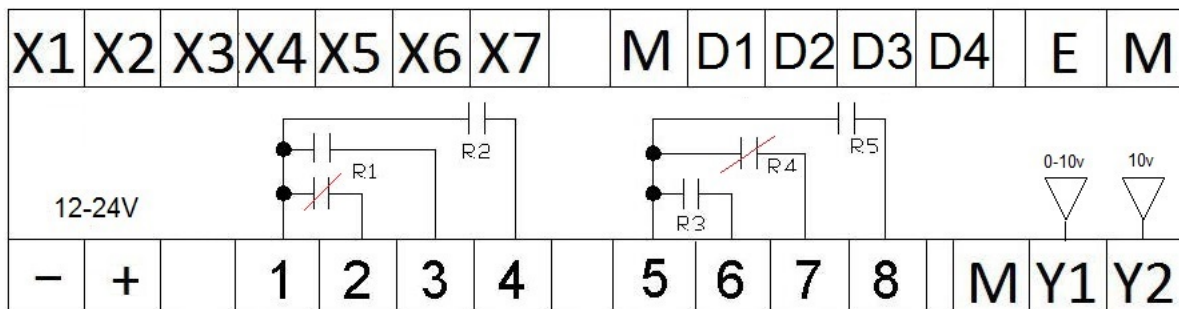 X1 X2 X3 X4 X5 X6 X7 M D1 D2 D3 D4 E M
R2 R5
R1 R4 0-10v 10v
12-24V R3
− + 1 2 3 4 5 6 7 8 M Y1 Y2